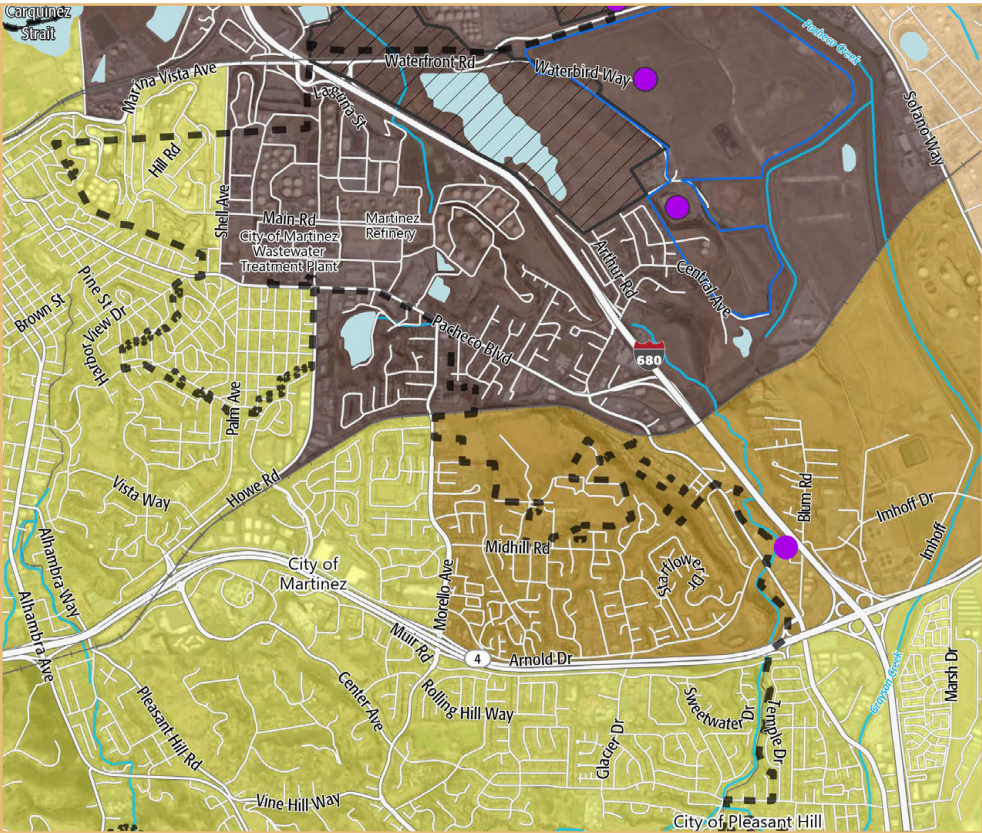 Carquinez
Strait
Pacheco Creek
Waterfront Rd
Waterbird Way
Marina Vista Ave
Laguna St
Solano Way
Hill Rd
Shell Ave
Main Rd
City of Martinez
Wastewater
Treatment Plant
Martinez
Refinery
Arthur Rd
Central Ave
Pine St
Brown St
Harbor View Dr
Pacheco Blvd
680
Palm Ave
Vista Way
Howe Rd
Blum Rd
Imhoff Dr
Imhoff
Midhill Rd
Starflower Dr
City of
Martinez
Alhambra Way
Alhambra Ave
Morello Ave
Muir Rd
4
Arnold Dr
Marsh Dr
Grayson Creek
Rolling Hill Way
Center Ave
Pleasant Hill Rd
Sweetwater Dr
Temple Dr
Glacier Dr
Vine Hill Way
City of Pleasant Hill